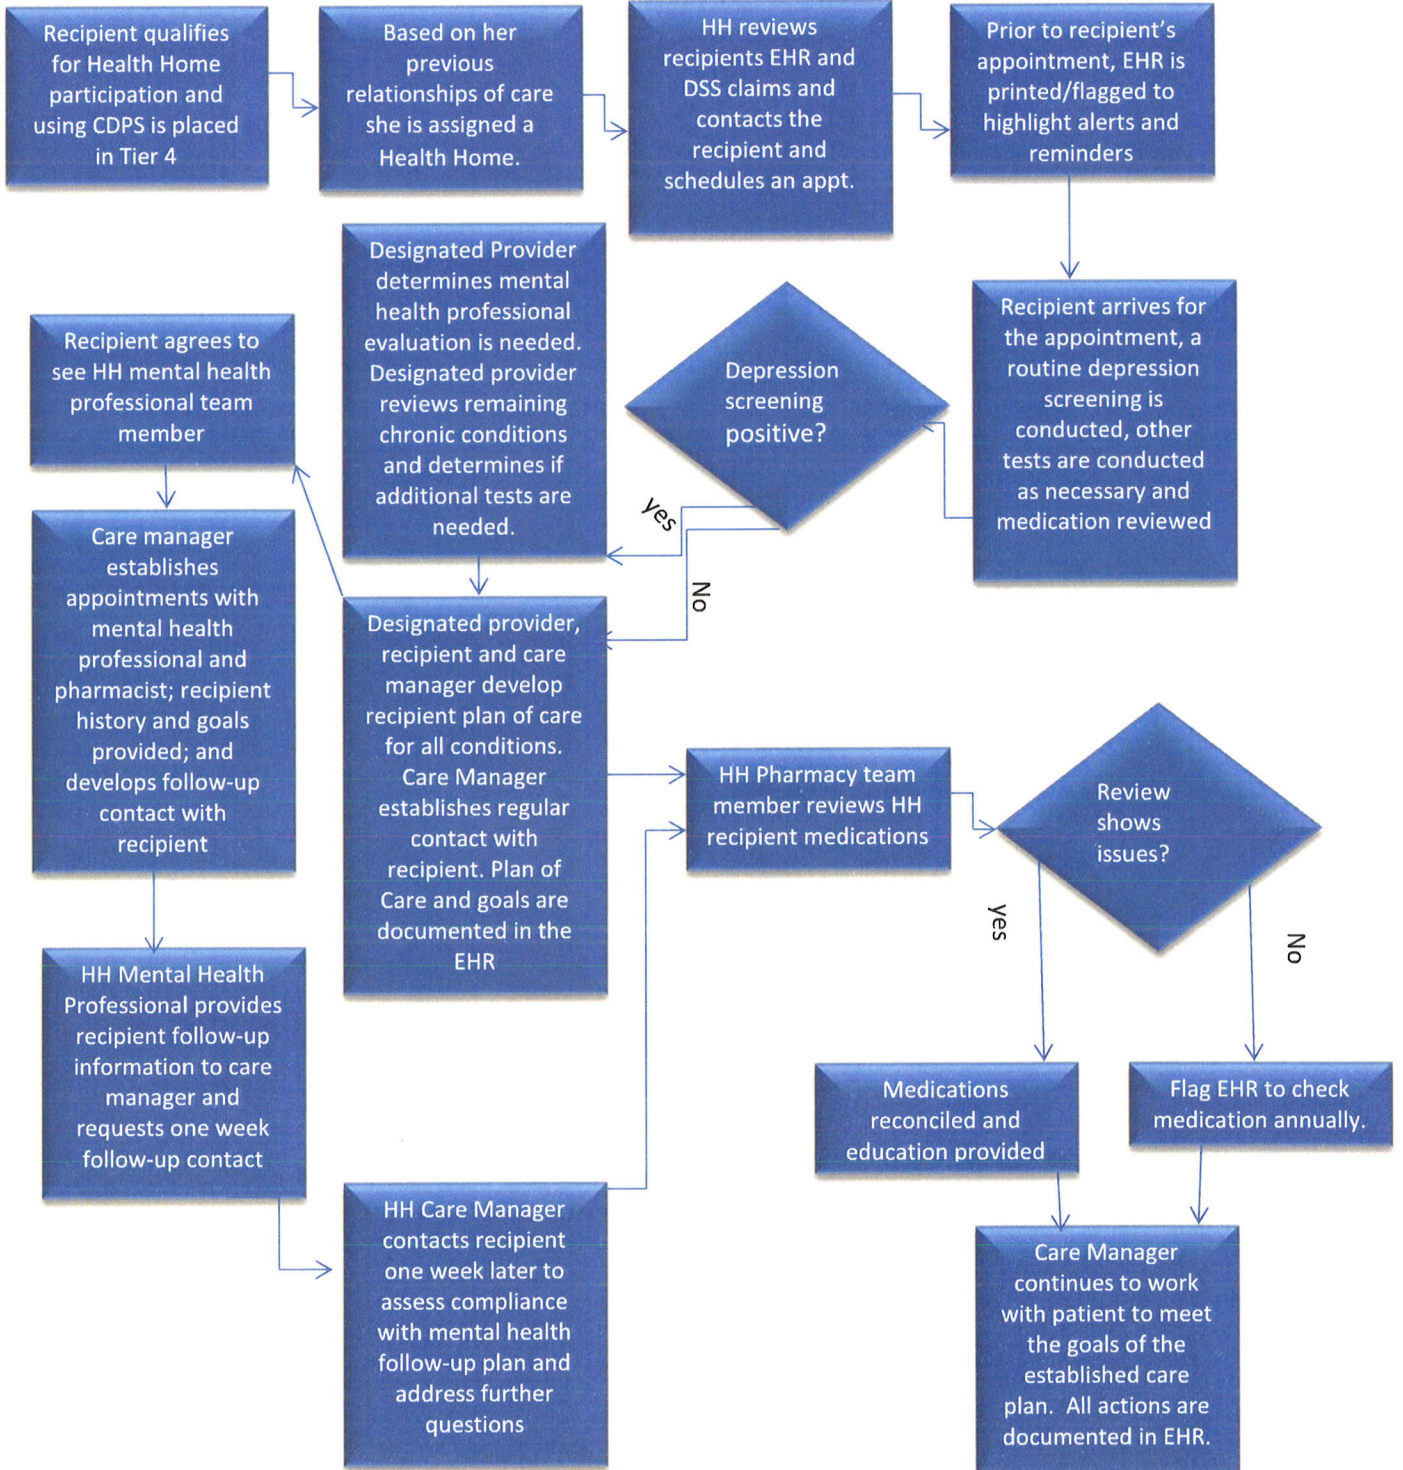 Recipient qualifies
for Health Home
participation and
using CDPS is placed
in Tier 4
Based on her
previous
relationships of care
she is assigned a
Health Home.
HH reviews
recipients EHR and
DSS claims and
contacts the
recipient and
schedules an appt.
Prior to recipient’s
appointment, EHR is
printed/flagged to
highlight alerts and
reminders
Recipient arrives for
the appointment, a
routine depression
screening is
conducted, other
tests are conducted
as necessary and
medication reviewed
Depression
screening
positive?
yes
No
Designated Provider
determines mental
health professional
evaluation is needed.
Designated provider
reviews remaining
chronic conditions
and determines if
additional tests are
needed.
Designated provider,
recipient and care
manager develop
recipient plan of care
for all conditions.
Care Manager
establishes regular
contact with
recipient. Plan of
Care and goals are
documented in the
EHR
Recipient agrees to
see HH mental health
professional team
member
Care manager
establishes
appointments with
mental health
professional and
pharmacist; recipient
history and goals
provided; and
develops follow-up
contact with
recipient
HH Mental Health
Professional provides
recipient follow-up
information to care
manager and
requests one week
follow-up contact
HH Care Manager
contacts recipient
one week later to
assess compliance
with mental health
follow-up plan and
address further
questions
HH Pharmacy team
member reviews HH
recipient medications
Review
shows
issues?
yes
No
Medications
reconciled and
education provided
Flag EHR to check
medication annually.
Care Manager
continues to work
with patient to meet
the goals of the
established care
plan.  All actions are
documented in EHR.